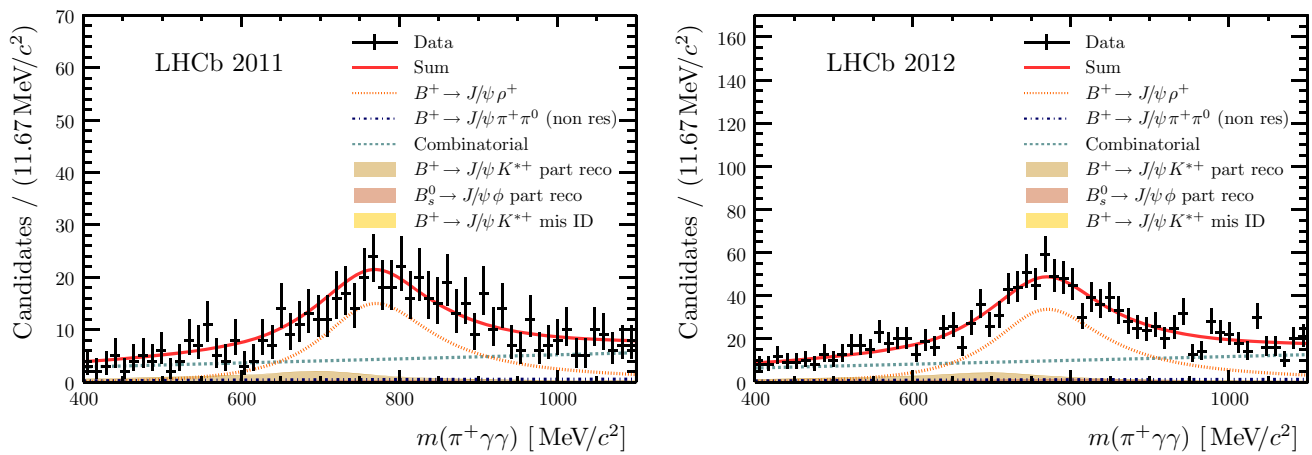 LHCb 2011
Data
Sum
B⁺ → J/ψ ρ⁺
B⁺ → J/ψ π⁺π⁰ (non res)
Combinatorial
B⁺ → J/ψ K*⁺ part reco
B⁰ₛ → J/ψ ϕ part reco
B⁺ → J/ψ K*⁺ mis ID
Candidates / (11.67 MeV/c²)
70
60
50
40
30
20
10
0
400 600 800 1000
m(π⁺γγ) [MeV/c²]
LHCb 2012
Data
Sum
B⁺ → J/ψ ρ⁺
B⁺ → J/ψ π⁺π⁰ (non res)
Combinatorial
B⁺ → J/ψ K*⁺ part reco
B⁰ₛ → J/ψ ϕ part reco
B⁺ → J/ψ K*⁺ mis ID
Candidates / (11.67 MeV/c²)
160
140
120
100
80
60
40
20
0
400 600 800 1000
m(π⁺γγ) [MeV/c²]